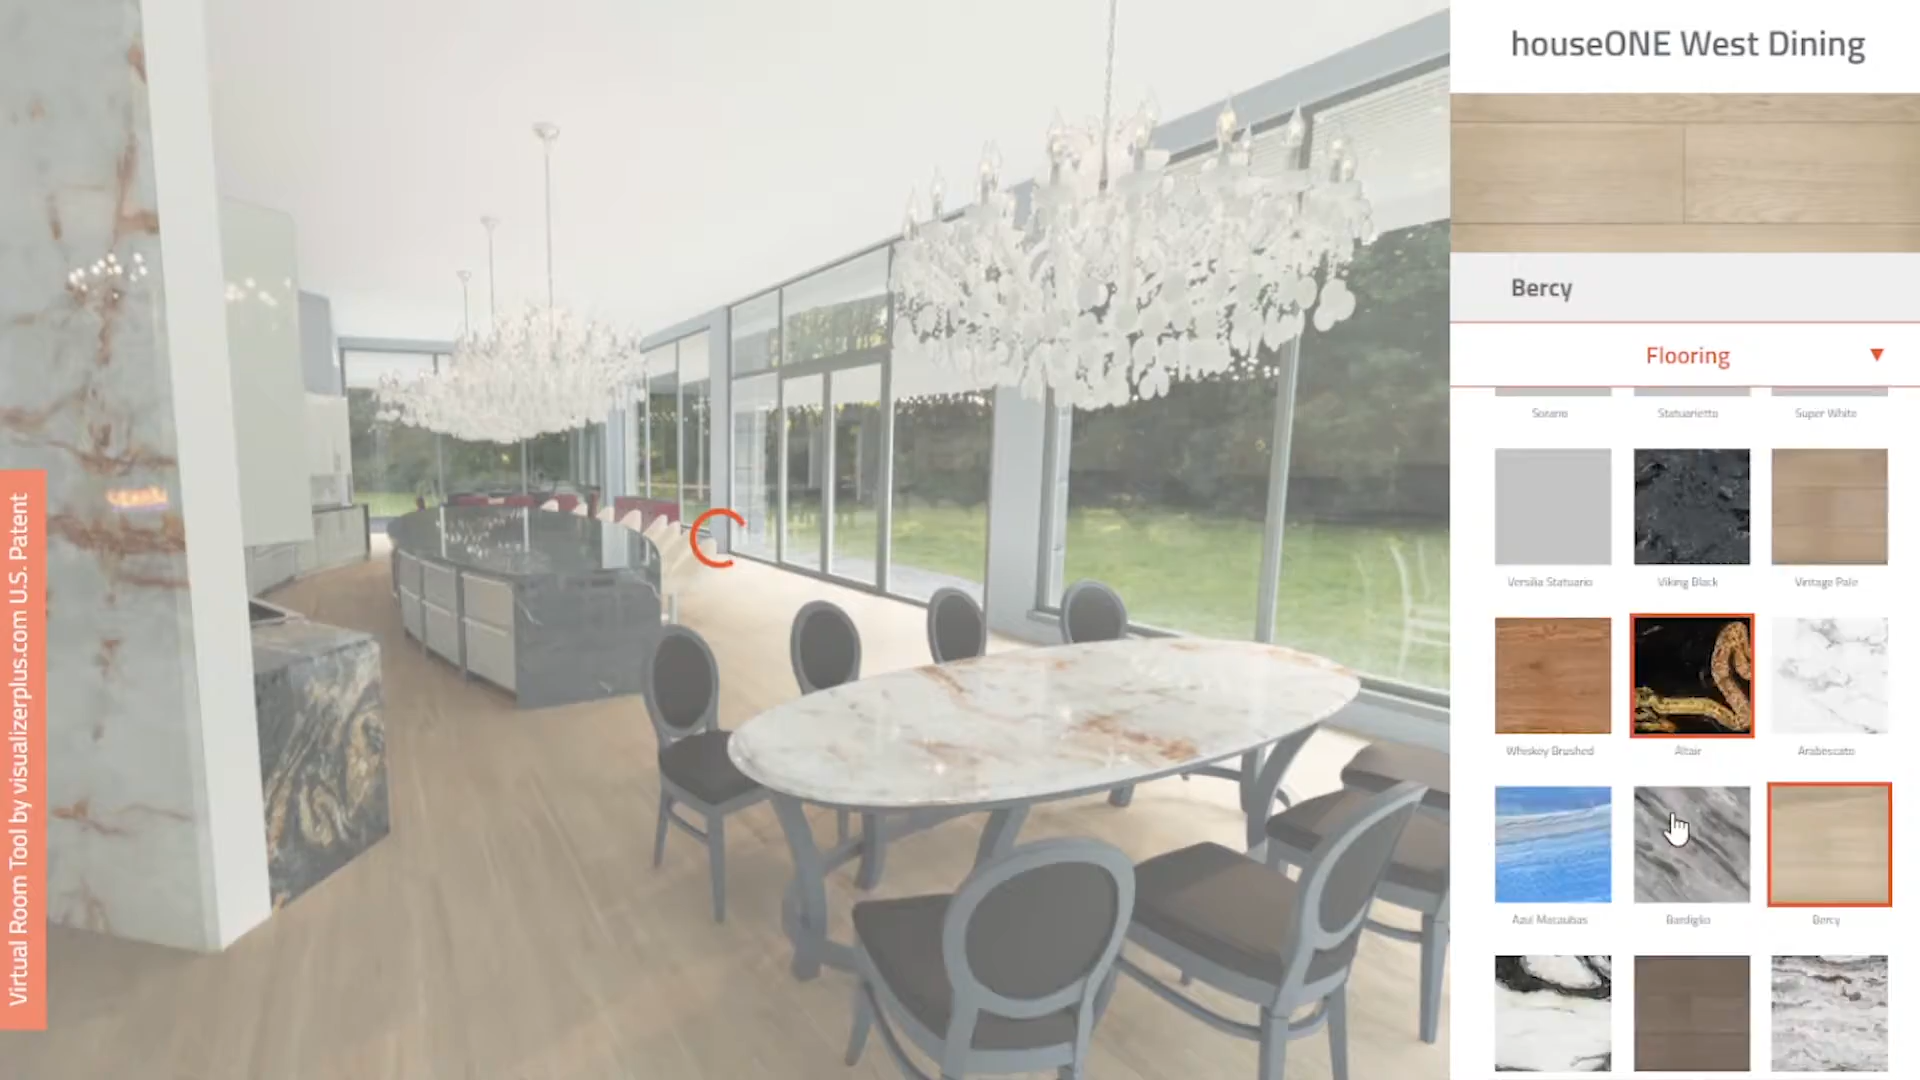 houseONE West Dining
Bercy
Flooring
Sorano
Statuarietto
Super White
Versilia Statuario
Viking Black
Vintage Pale
Whiskey Brushed
Altair
Arabescato
Azul Macaubas
Bardiglio
Bercy
Virtual Room Tool by visualizerplus.com U.S. Patent